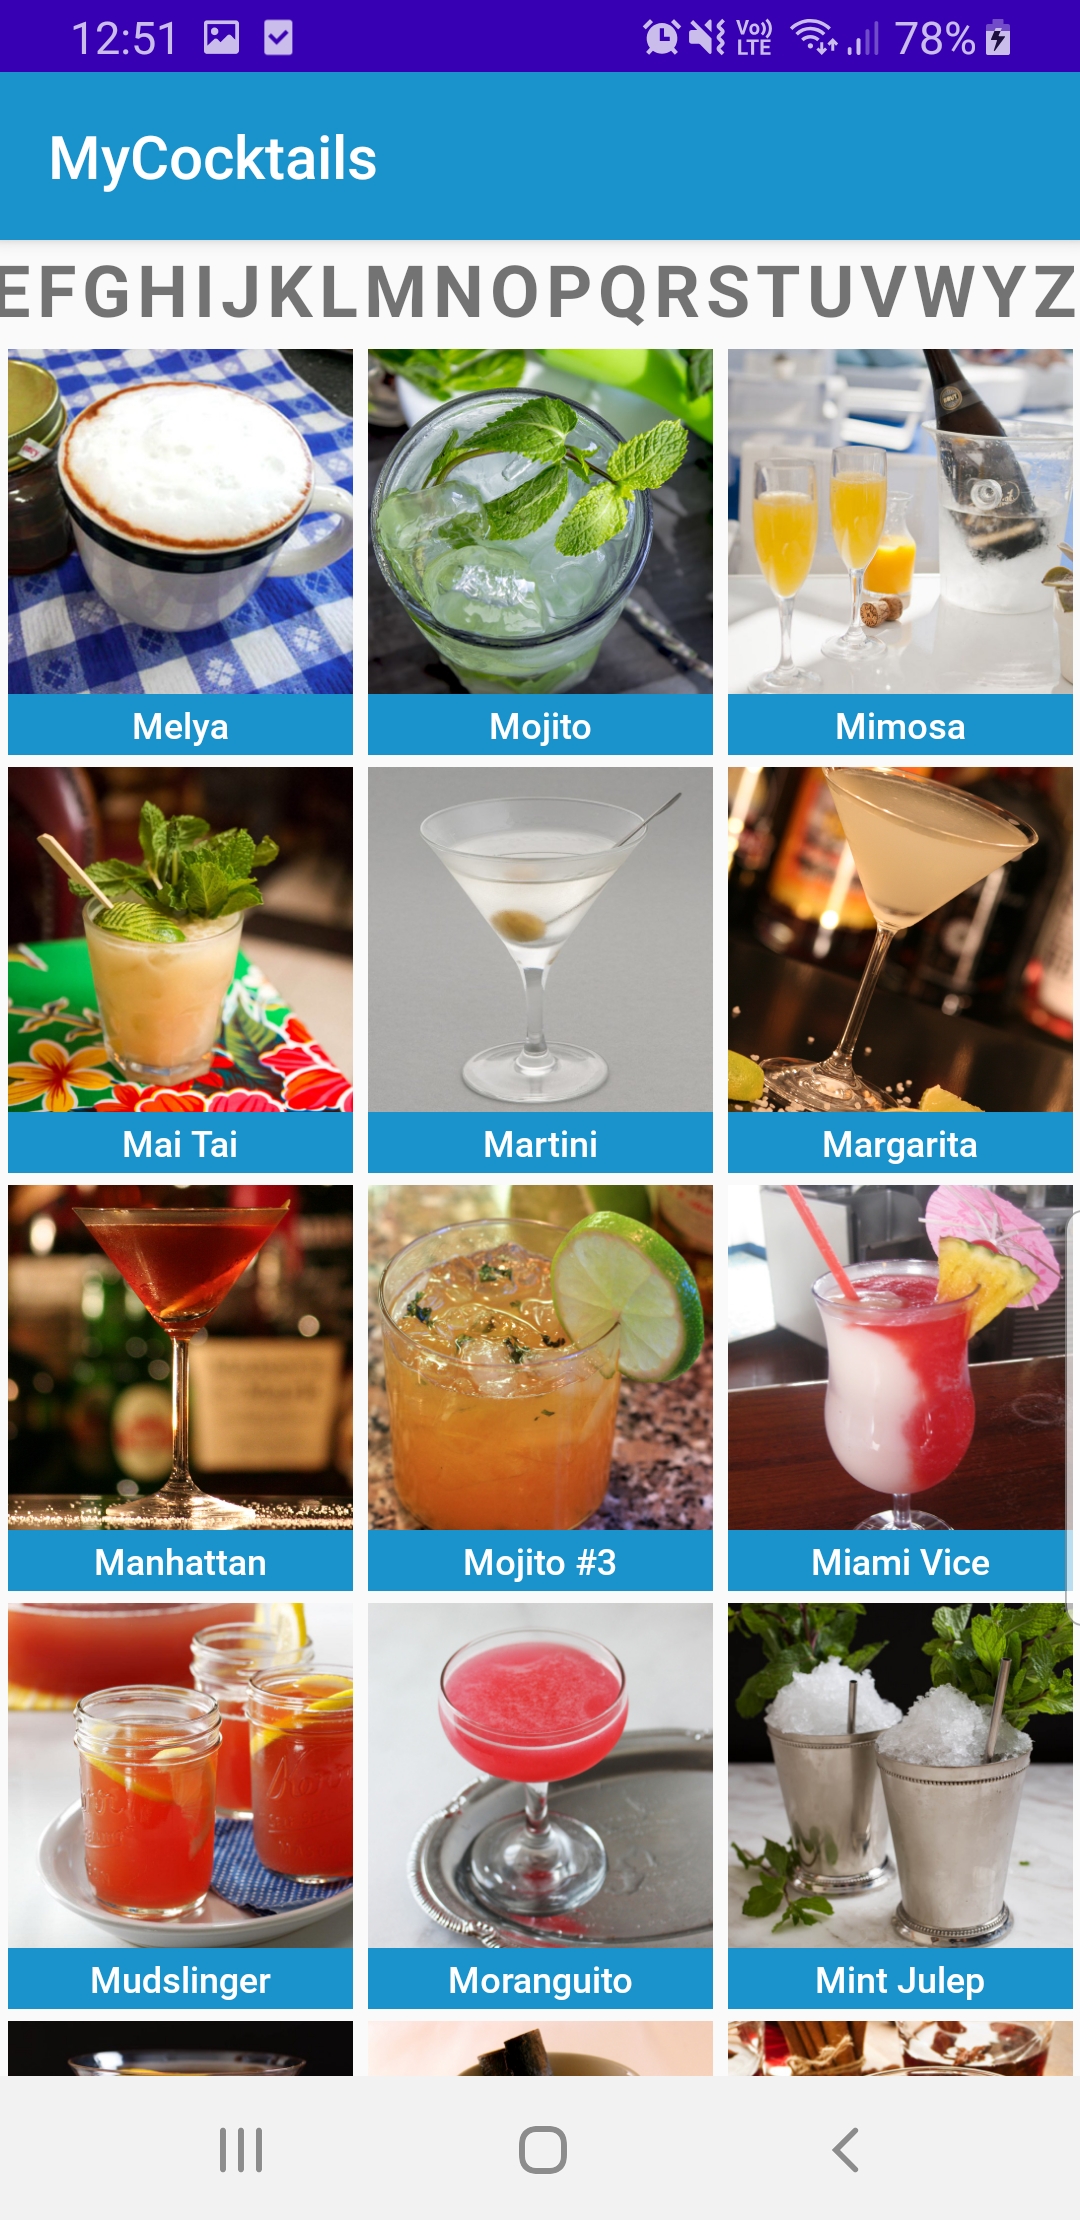 12:51 Vo)) LTE 78%
MyCocktails
EFGHIJKLMNOPQRSTUVWYZ
BRUT
Melya Mojito Mimosa
Mai Tai Martini Margarita
Manhattan Mojito #3 Miami Vice
Mudslinger Moranguito Mint Julep